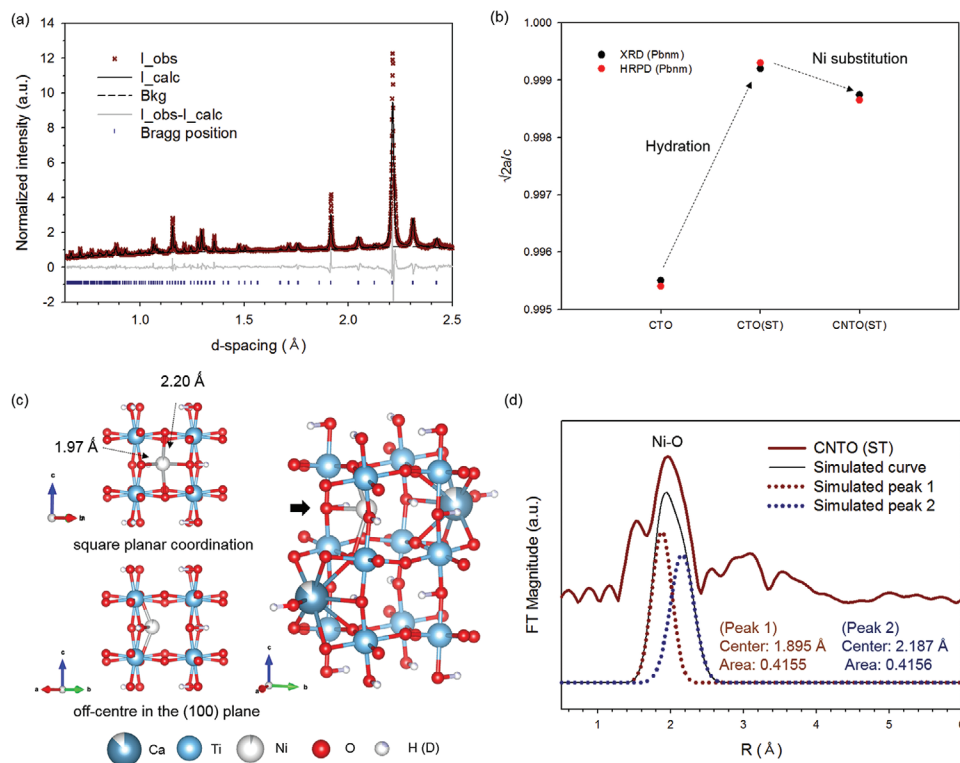 (a)
Normalized intensity (a.u.)
14
12
10
8
6
4
2
0
-2
I_obs
I_calc
Bkg
I_obs-I_calc
Bragg position
1.0
1.5
2.0
2.5
d-spacing (Å)
(b)
√2a/c
1.000
0.999
0.998
0.997
0.996
0.995
XRD (Pbnm)
HRPD (Pbnm)
Ni substitution
Hydration
CTO
CTO(ST)
CNTO(ST)
(c)
2.20 Å
1.97 Å
c
square planar coordination
c
a
b
off-centre in the (100) plane
c
a
b
Ca
Ti
Ni
O
H (D)
(d)
FT Magnitude (a.u.)
Ni-O
CNTO (ST)
Simulated curve
Simulated peak 1
Simulated peak 2
(Peak 1)
Center: 1.895 Å
Area: 0.4155
(Peak 2)
Center: 2.187 Å
Area: 0.4156
1
2
3
4
5
6
R (Å)